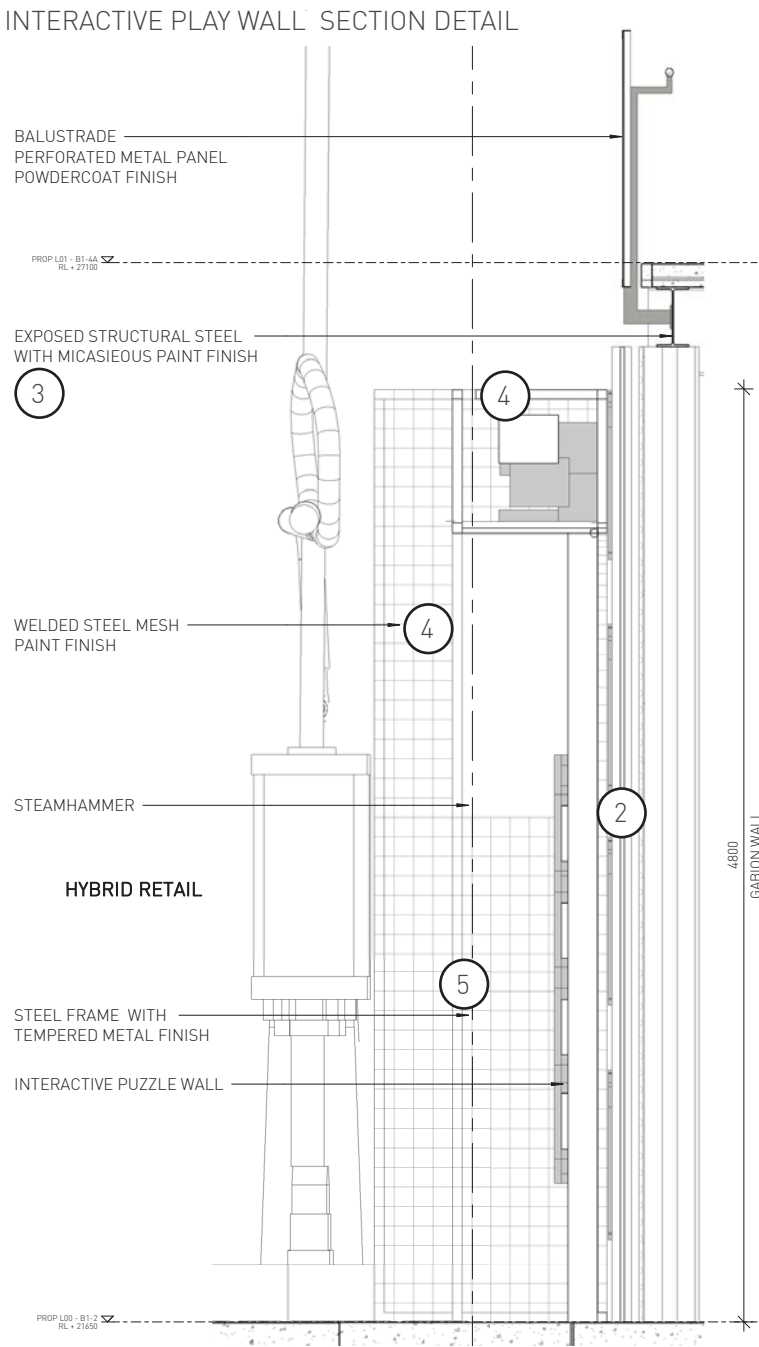 INTERACTIVE PLAY WALL SECTION DETAIL
BALUSTRADE
PERFORATED METAL PANEL
POWDERCOAT FINISH
PROP L01 - B1-4A
RL + 27100
EXPOSED STRUCTURAL STEEL
WITH MICASIEOUS PAINT FINISH
3
4
WELDED STEEL MESH
PAINT FINISH
4
STEAMHAMMER
2
4800
GABION WALL
HYBRID RETAIL
5
STEEL FRAME WITH
TEMPERED METAL FINISH
INTERACTIVE PUZZLE WALL
PROP L00 - B1-2
RL + 21650